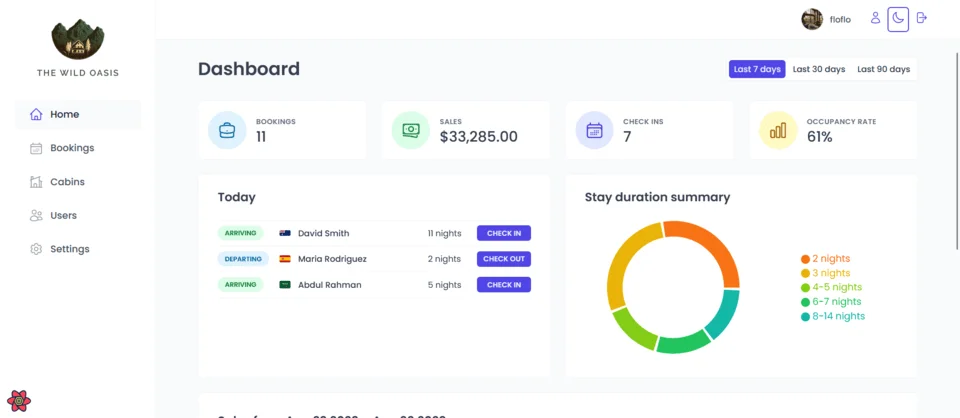 floflo
THE WILD OASIS
Home
Bookings
Cabins
Users
Settings
Dashboard
Last 7 days Last 30 days Last 90 days
BOOKINGS
11
SALES
$33,285.00
CHECK INS
7
OCCUPANCY RATE
61%
Today
ARRIVING David Smith 11 nights CHECK IN
DEPARTING Maria Rodriguez 2 nights CHECK OUT
ARRIVING Abdul Rahman 5 nights CHECK IN
Stay duration summary
2 nights
3 nights
4-5 nights
6-7 nights
8-14 nights